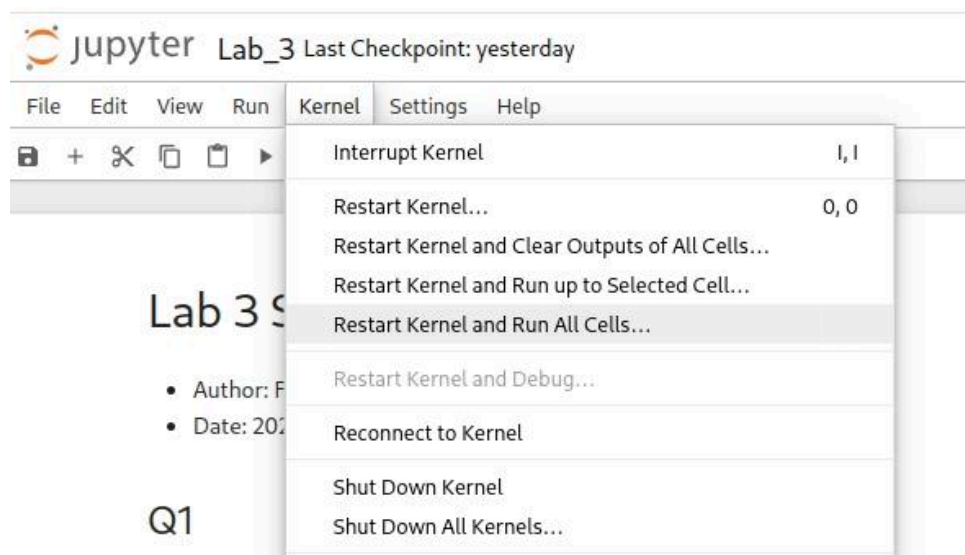 jupyter Lab_3 Last Checkpoint: yesterday
File Edit View Run Kernel Settings Help
Interrupt Kernel I, I
Restart Kernel… 0, 0
Restart Kernel and Clear Outputs of All Cells…
Restart Kernel and Run up to Selected Cell…
Lab 3 S
Restart Kernel and Run All Cells…
Restart Kernel and Debug…
• Author: F
• Date: 202
Reconnect to Kernel
Shut Down Kernel
Q1
Shut Down All Kernels…